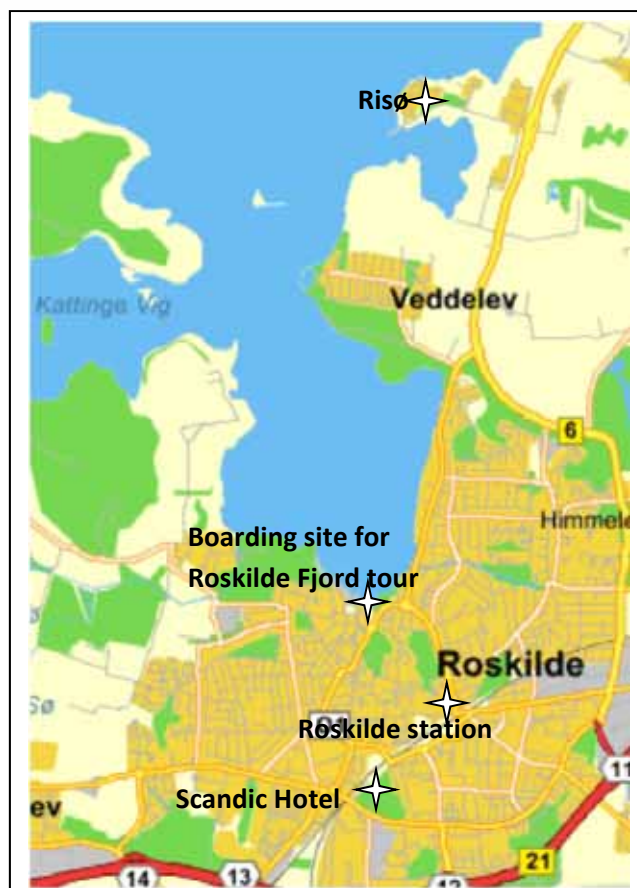 Risø
Veddelev
Kattinge Vig
6
Himmele
Boarding site for
Roskilde Fjord tour
Roskilde
Roskilde station
11
Scandic Hotel
ev
21
14
13
12